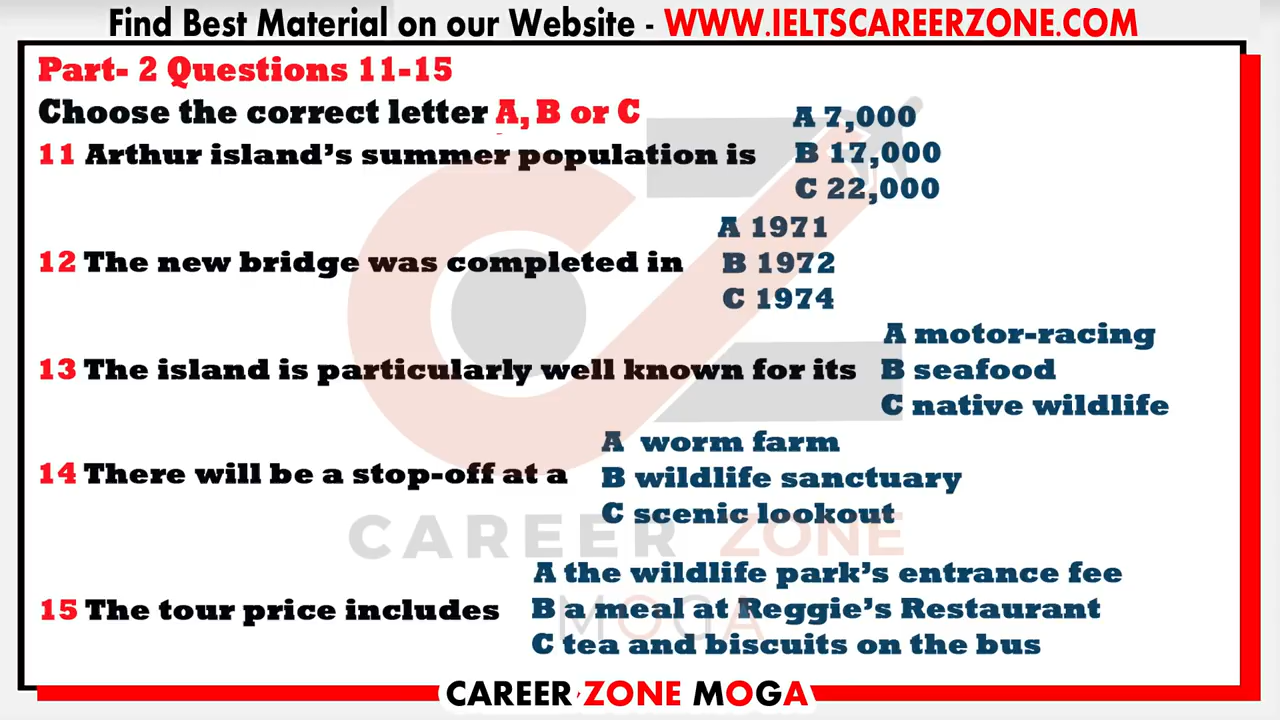 Find Best Material on our Website - WWW.IELTSCAREERZONE.COM
Part- 2 Questions 11-15
Choose the correct letter A, B or C
11 Arthur island's summer population is
A 7,000
B 17,000
C 22,000
12 The new bridge was completed in
A 1971
B 1972
C 1974
13 The island is particularly well known for its
A motor-racing
B seafood
C native wildlife
14 There will be a stop-off at a
A worm farm
B wildlife sanctuary
C scenic lookout
CAREER ZONE
15 The tour price includes
A the wildlife park's entrance fee
B a meal at Reggie's Restaurant
C tea and biscuits on the bus
MOGA
CAREER ZONE MOGA